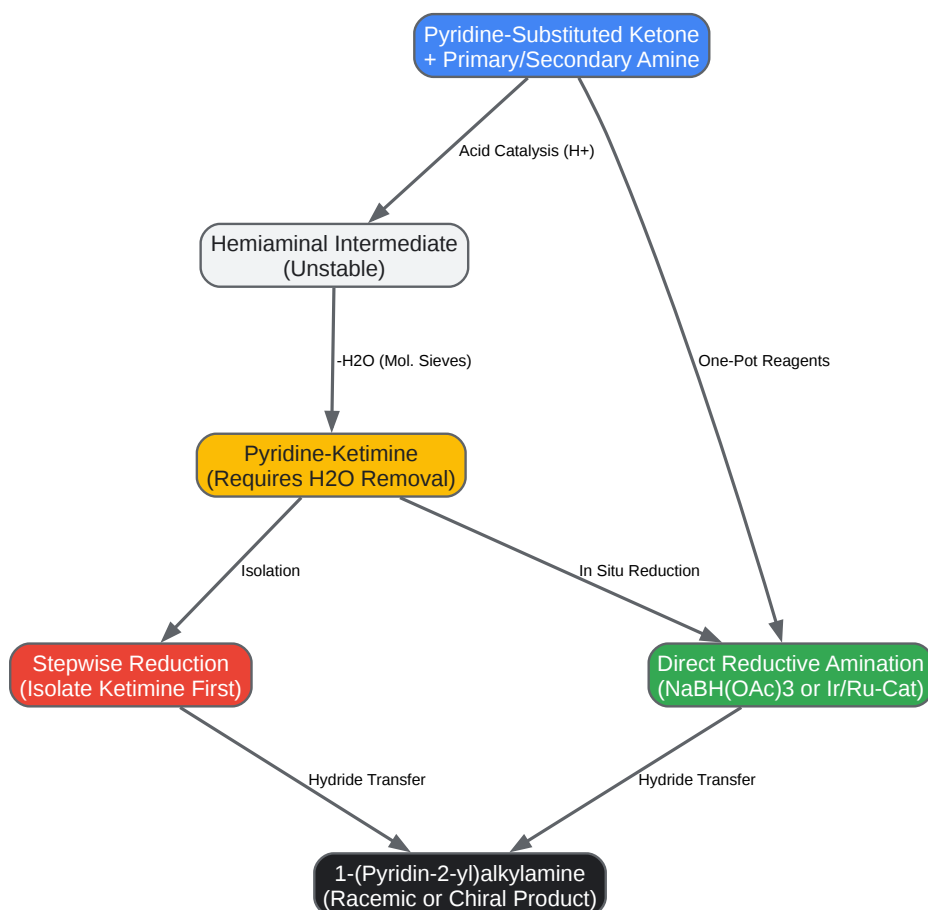 Pyridine-Substituted Ketone
+ Primary/Secondary Amine
Acid Catalysis (H+)
Hemiaminal Intermediate
(Unstable)
-H2O (Mol. Sieves)
One-Pot Reagents
Pyridine-Ketimine
(Requires H2O Removal)
Isolation
In Situ Reduction
Stepwise Reduction
(Isolate Ketimine First)
Direct Reductive Amination
(NaBH(OAc)3 or Ir/Ru-Cat)
Hydride Transfer
Hydride Transfer
1-(Pyridin-2-yl)alkylamine
(Racemic or Chiral Product)